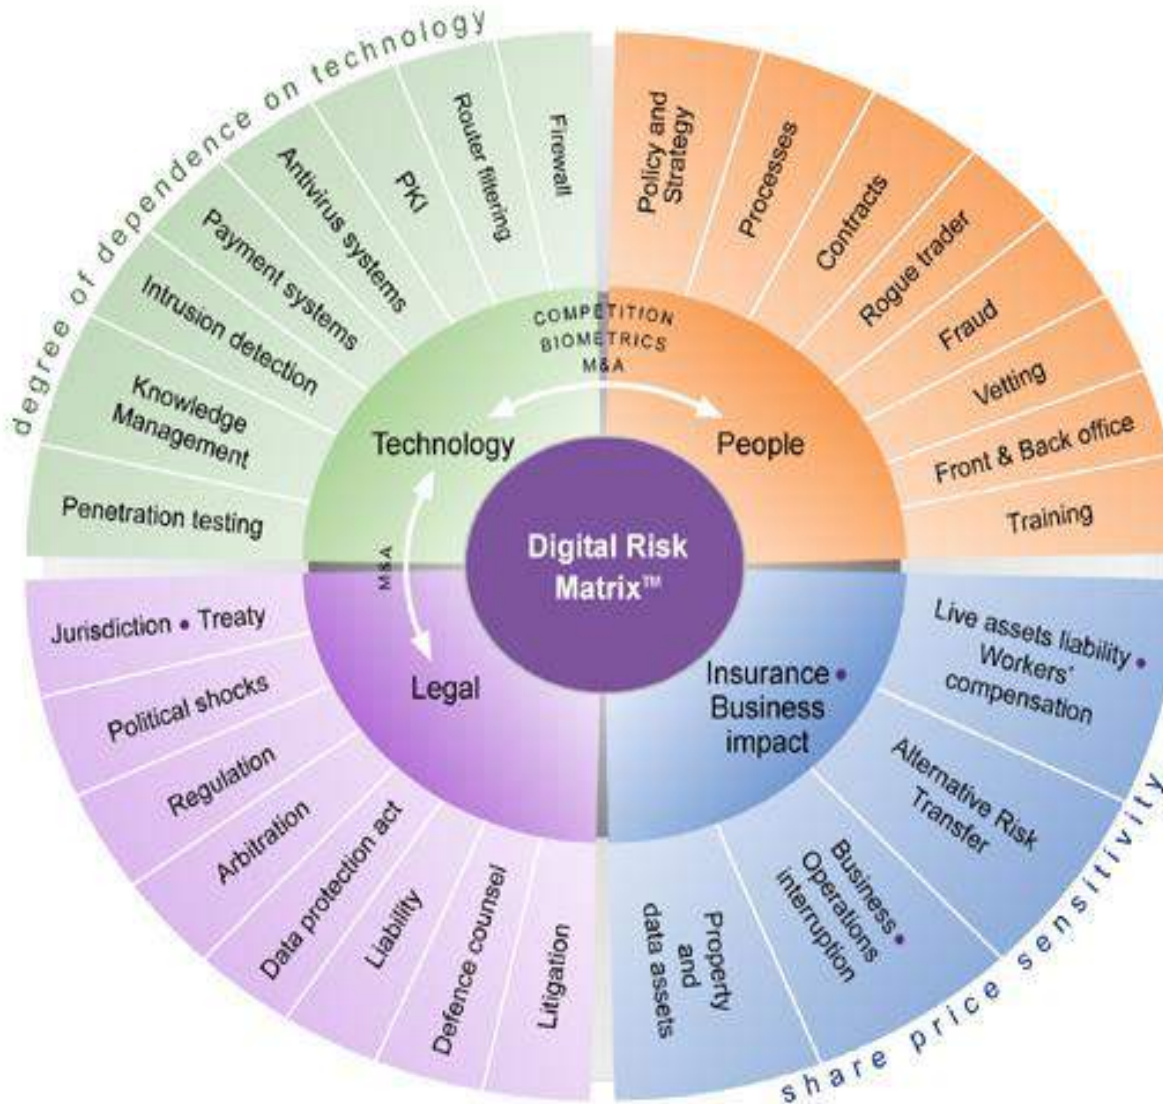 degree of dependence on technology
Firewall
Router filtering
PKI
Antivirus systems
Payment systems
Intrusion detection
Knowledge
Management
Penetration testing
Policy and
Strategy
Processes
Contracts
Rogue trader
Fraud
Vetting
Front & Back office
Training
COMPETITION
BIOMETRICS
M&A
Technology
People
M&A
Digital Risk
Matrix™
Legal
Insurance •
Business
impact
Jurisdiction • Treaty
Political shocks
Regulation
Arbitration
Data protection act
Liability
Defence counsel
Litigation
Live assets liability •
Workers'
compensation
Alternative Risk
Transfer
Business •
Operations
interruption
Property
and
data assets
share price sensitivity